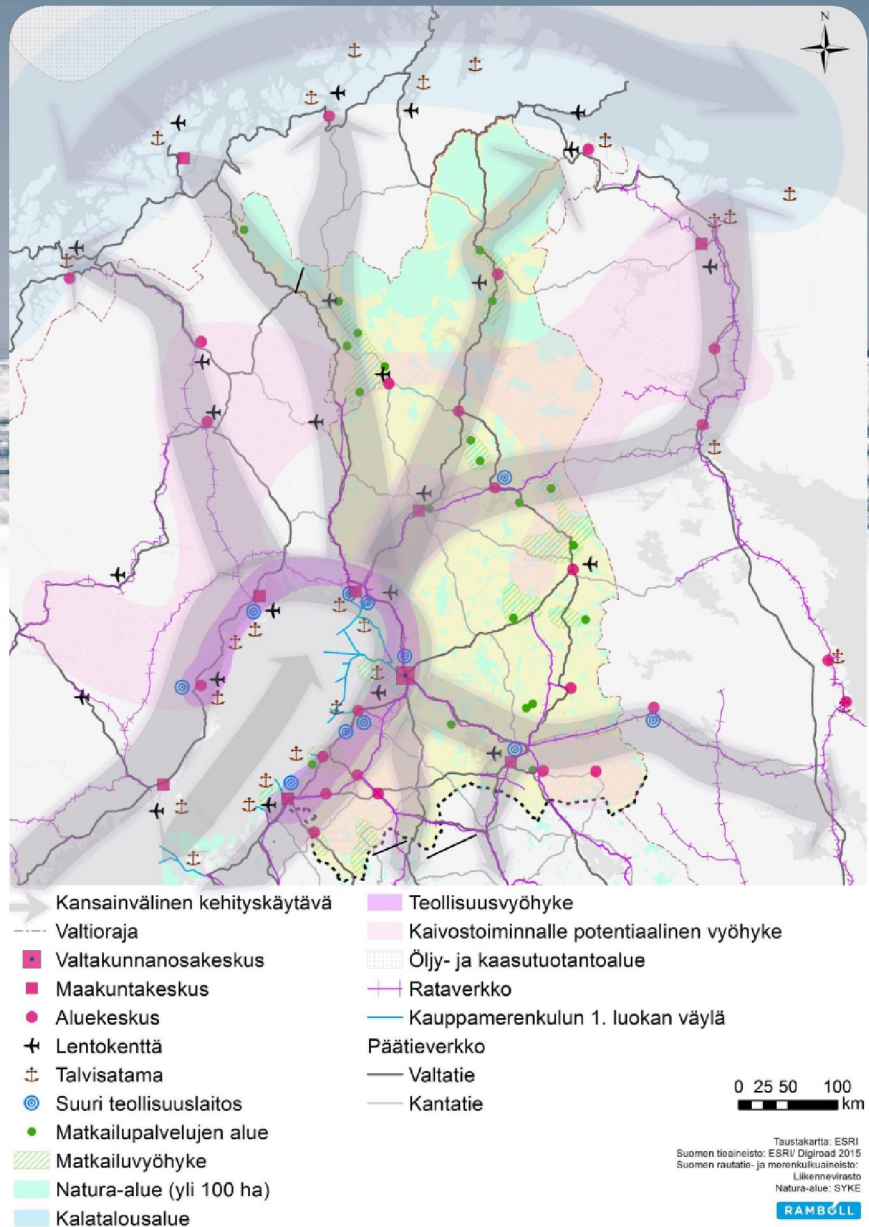 N
Kansainvälinen kehityskäytävä
Valtioraja
Valtakunnanosakeskus
Maakuntakeskus
Aluekeskus
Lentokenttä
Talvisatama
Suuri teollisuuslaitos
Matkailupalvelujen alue
Matkailuvyöhyke
Natura-alue (yli 100 ha)
Kalatalousalue
Teollisuusvyöhyke
Kaivostoiminnalle potentiaalinen vyöhyke
Öljy- ja kaasutuotantoalue
Rataverkko
Kauppamerenkulun 1. luokan väylä
Päätieverkko
Valtatie
Kantatie
0 25 50 100
km
Taustakartta: ESRI
Suomen tieaineisto: ESRI/ Digiroad 2015
Suomen rautatie- ja merenkulkuaineisto:
Liikennevirasto
Natura-alue: SYKE
RAMBOLL